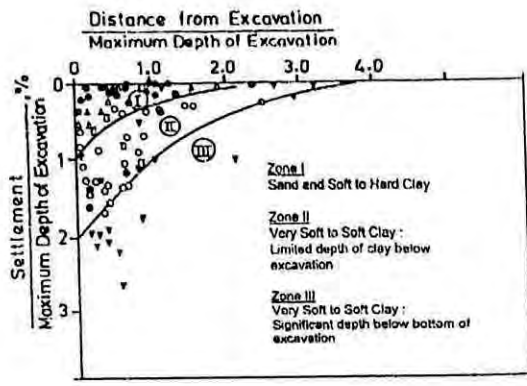 Distance from Excavation
Maximum Depth of Excavation
0 1.0 2.0 3.0 4.0
Settlement ,%
Maximum Depth of Excavation
0
1
2
3
I
II
III
Zone I
Sand and Soft to Hard Clay
Zone II
Very Soft to Soft Clay :
Limited depth of clay below
excavation
Zone III
Very Soft to Soft Clay :
Significant depth below bottom of
excavation